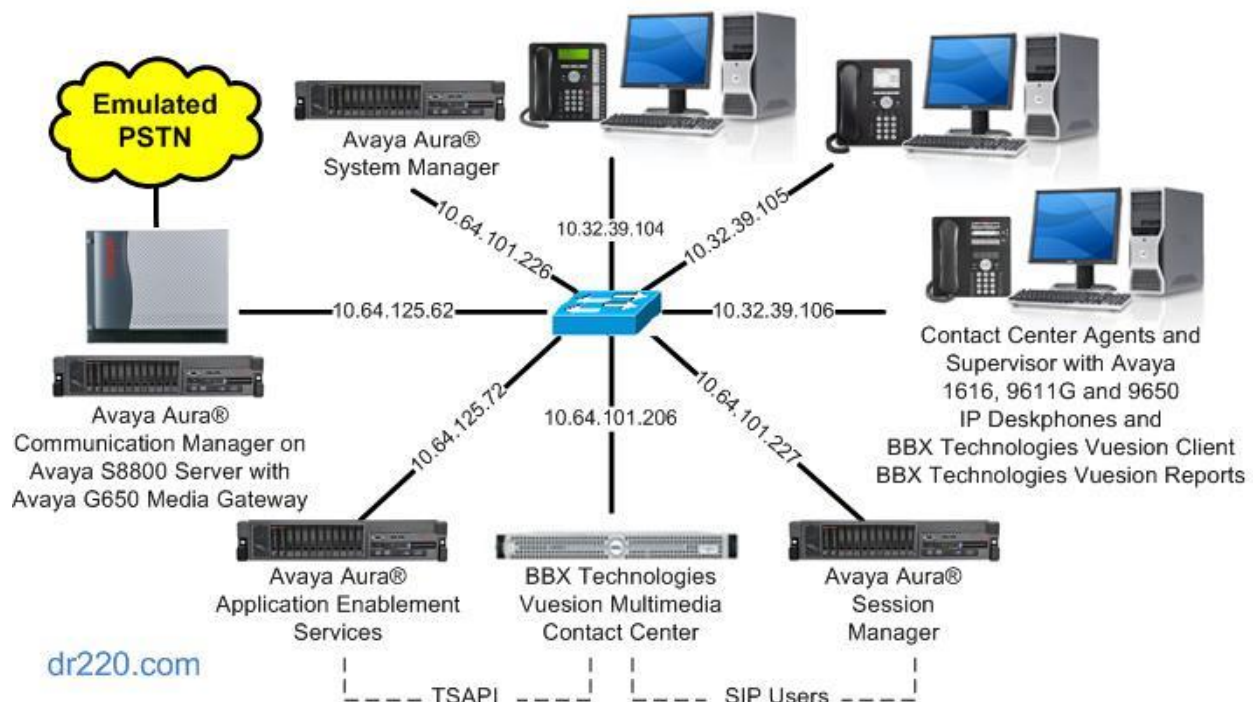 Emulated
PSTN
Avaya Aura®
System Manager
10.64.101.226
10.32.39.104
10.32.39.105
10.64.125.62
10.32.39.106
Contact Center Agents and
Supervisor with Avaya
1616, 9611G and 9650
IP Deskphones and
BBX Technologies Vuesion Client
BBX Technologies Vuesion Reports
Avaya Aura®
Communication Manager on
Avaya S8800 Server with
Avaya G650 Media Gateway
10.64.125.72
10.64.101.206
10.64.101.227
Avaya Aura®
Application Enablement
Services
BBX Technologies
Vuesion Multimedia
Contact Center
Avaya Aura®
Session
Manager
dr220.com
TSAPI
SIP Users